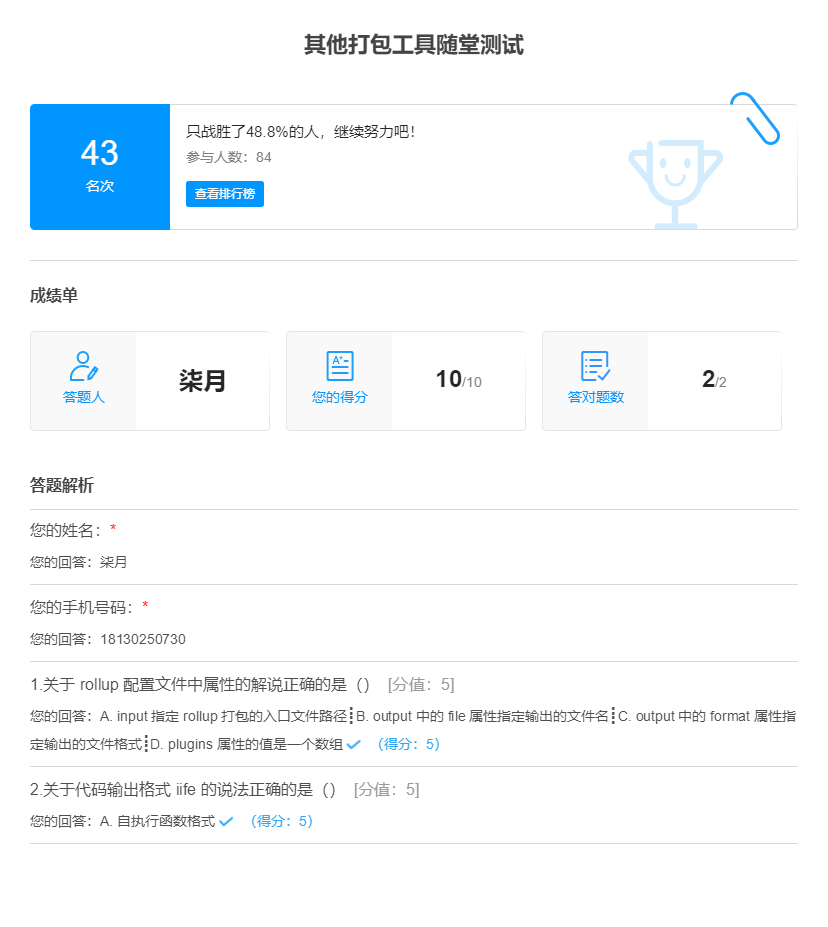 其他打包工具随堂测试
43
名次
只战胜了48.8%的人，继续努力吧！
参与人数：84
查看排行榜
成绩单
答题人
柒月
A+
您的得分
10/10
答对题数
2/2
答题解析
您的姓名：*
您的回答：柒月
您的手机号码：*
您的回答：18130250730
1.关于 rollup 配置文件中属性的解说正确的是（） [分值：5]
您的回答：A. input 指定 rollup 打包的入口文件路径┋B. output 中的 file 属性指定输出的文件名┋C. output 中的 format 属性指
定输出的文件格式┋D. plugins 属性的值是一个数组 （得分：5）
2.关于代码输出格式 iife 的说法正确的是（） [分值：5]
您的回答：A. 自执行函数格式 （得分：5）